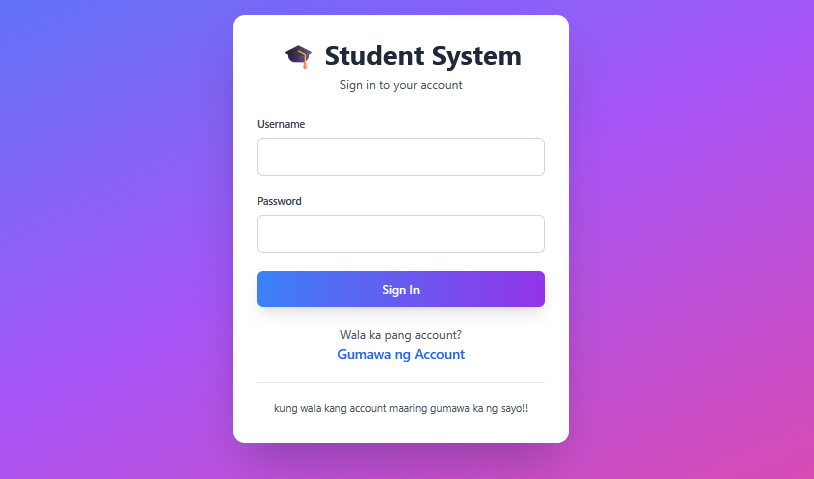 Student System
Sign in to your account
Username
Password
Sign In
Wala ka pang account?
Gumawa ng Account
kung wala kang account maaring gumawa ka ng sayo!!